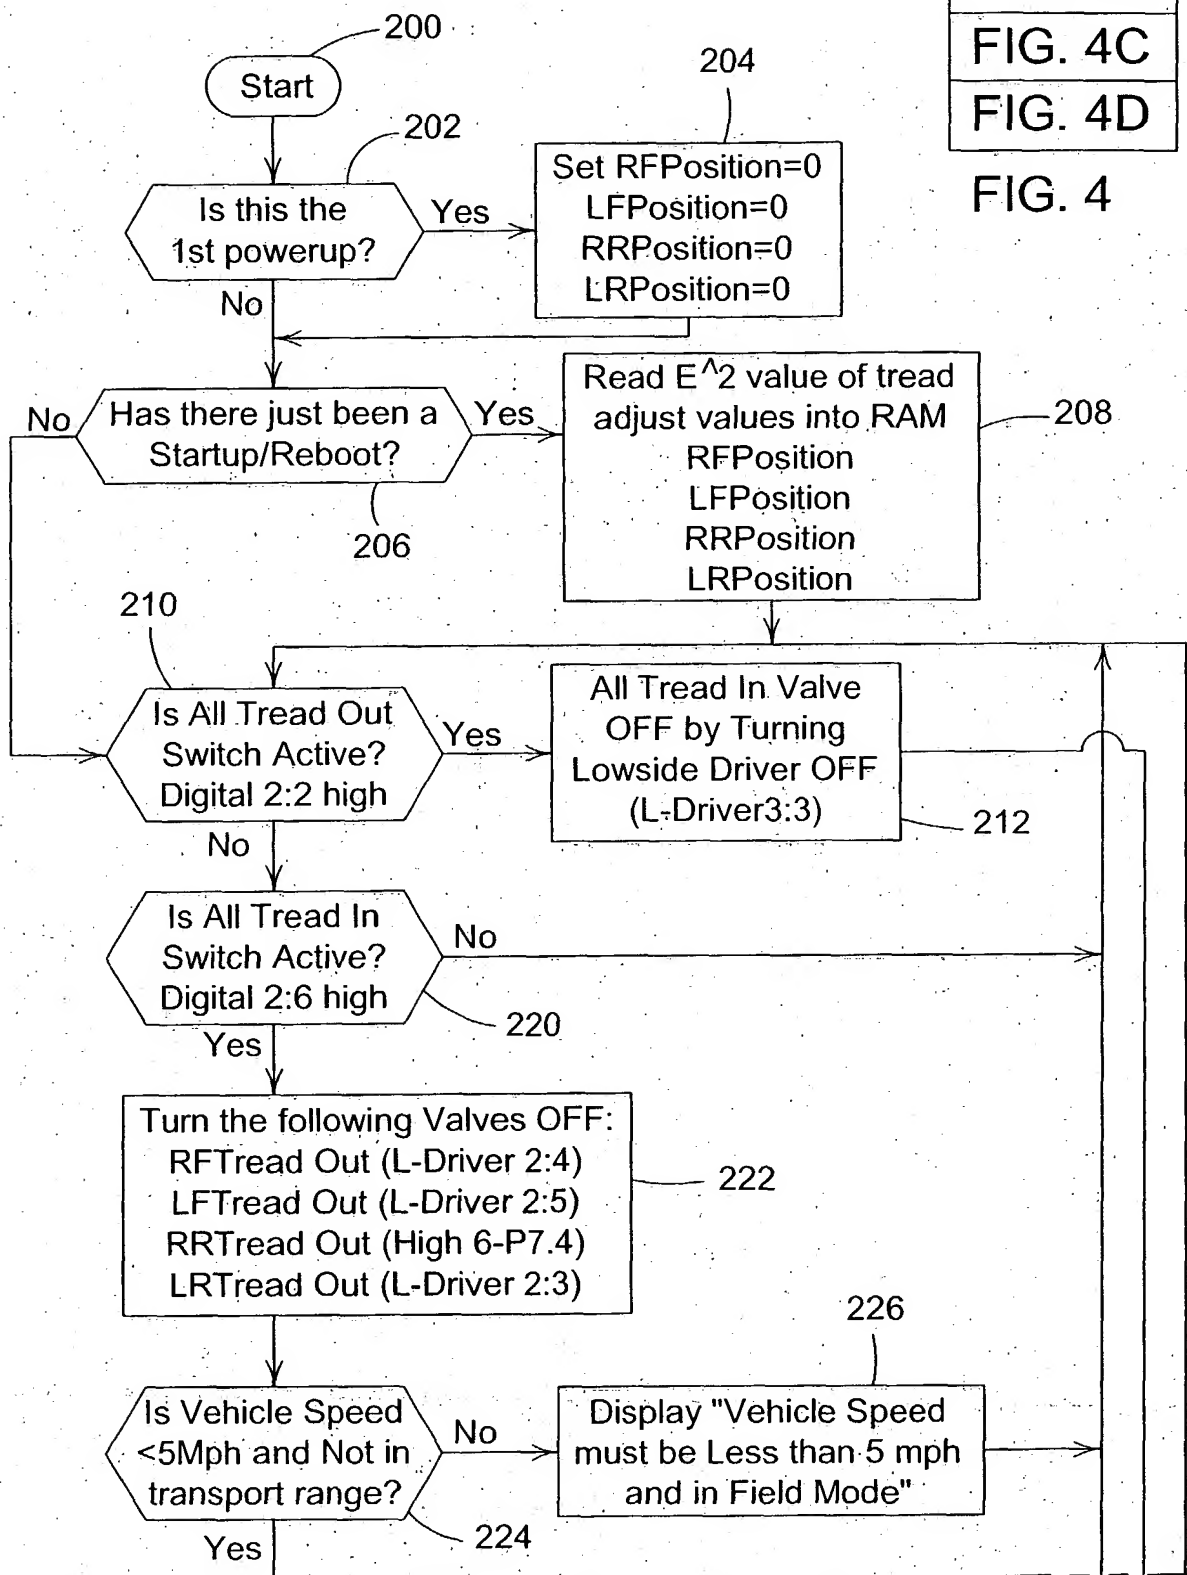 200
Start
FIG. 4C
FIG. 4D
FIG. 4
202
204
Is this the
1st powerup?
Yes
No
Set RFPosition=0
LFPosition=0
RRPosition=0
LRPosition=0
Has there just been a
Startup/Reboot?
No
Yes
206
Read E^2 value of tread
adjust values into RAM
RFPosition
LFPosition
RRPosition
LRPosition
208
210
Is All Tread Out
Switch Active?
Digital 2:2 high
Yes
No
All Tread In Valve
OFF by Turning
Lowside Driver OFF
(L-Driver3:3)
212
Is All Tread In
Switch Active?
Digital 2:6 high
No
Yes
220
Turn the following Valves OFF:
RFTread Out (L-Driver 2:4)
LFTread Out (L-Driver 2:5)
RRTread Out (High 6-P7.4)
LRTread Out (L-Driver 2:3)
222
Is Vehicle Speed
<5Mph and Not in
transport range?
No
Yes
224
226
Display "Vehicle Speed
must be Less than 5 mph
and in Field Mode"